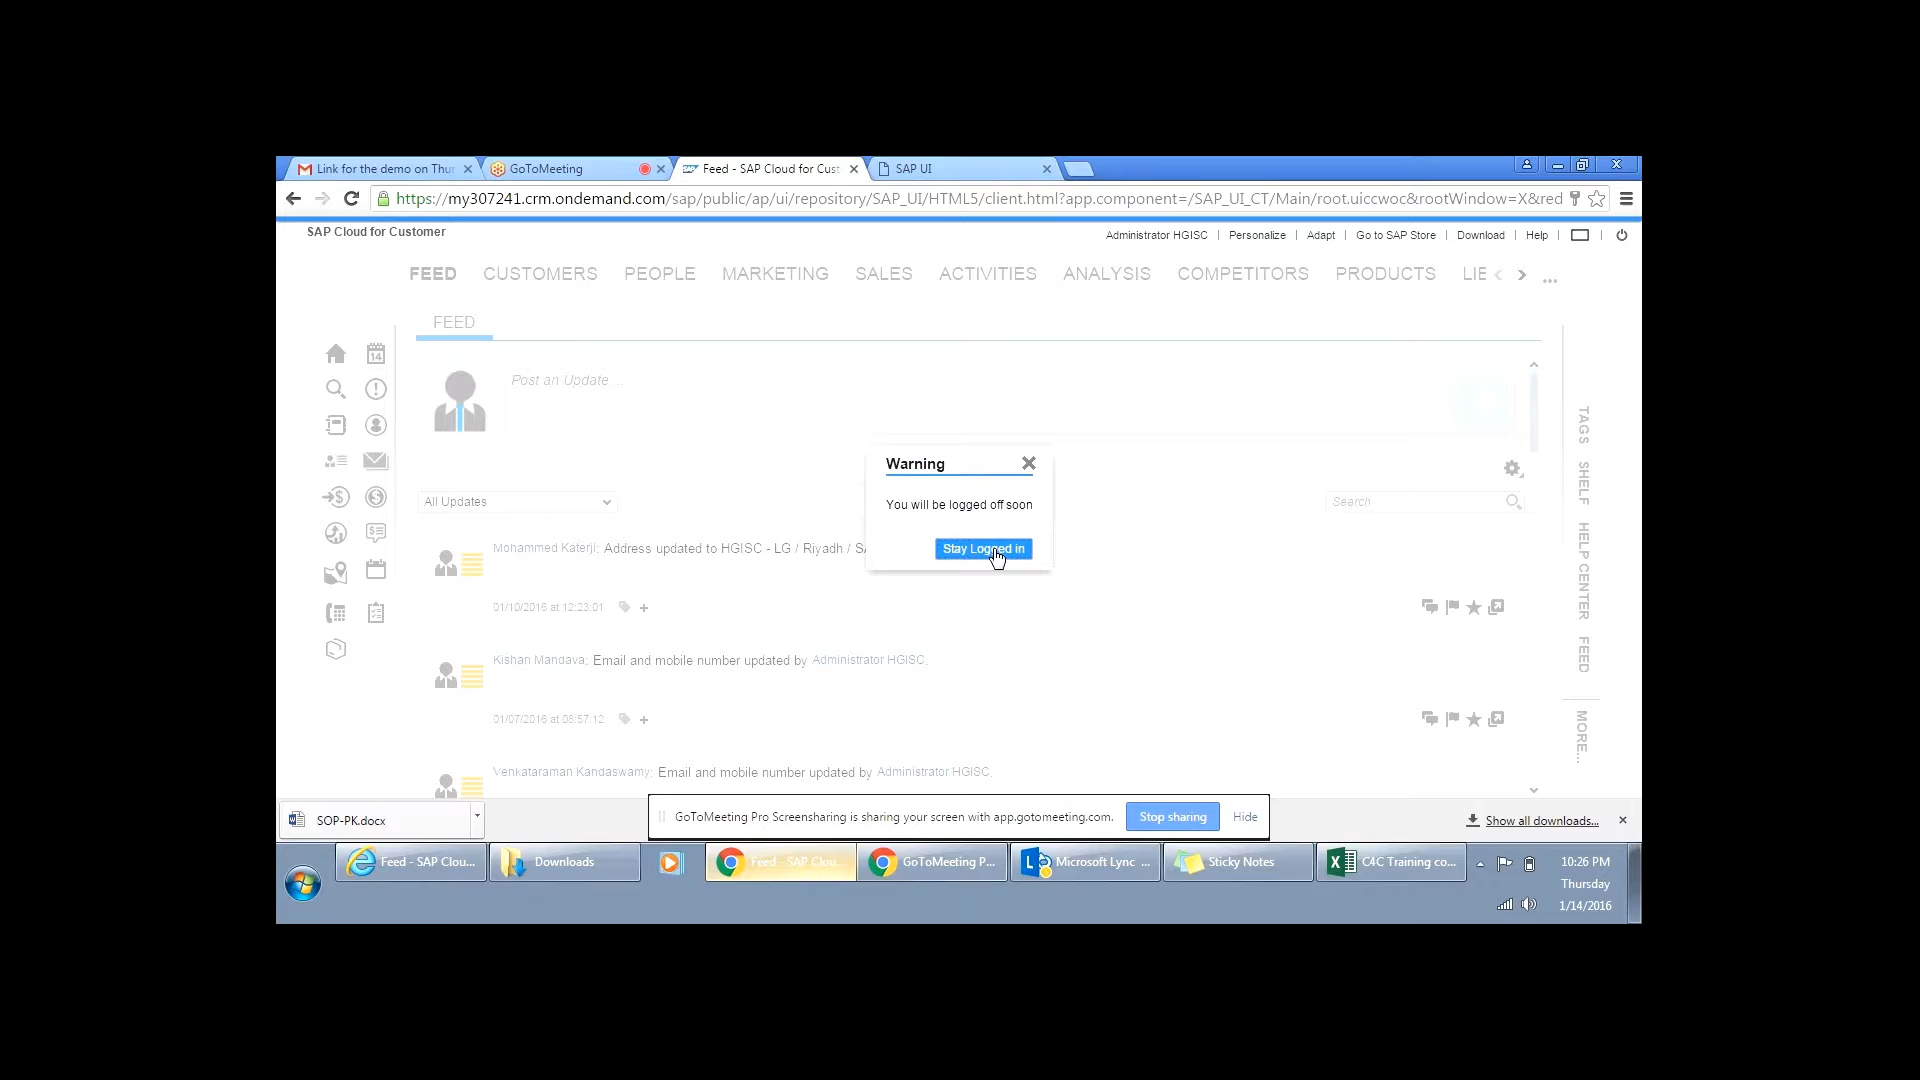 Link for the demo on Thur
GoToMeeting
Feed - SAP Cloud for Cust
SAP UI
https://my307241.crm.ondemand.com/sap/public/ap/ui/repository/SAP_UI/HTML5/client.html?app.component=/SAP_UI_CT/Main/root.uiccwoc&rootWindow=X&red
SAP Cloud for Customer
Administrator HGISC | Personalize | Adapt | Go to SAP Store | Download | Help
FEED CUSTOMERS PEOPLE MARKETING SALES ACTIVITIES ANALYSIS COMPETITORS PRODUCTS LIE
FEED
14
Post an Update ...
TAGS
SHELF
HELP CENTER
FEED
MORE...
Warning
You will be logged off soon
Stay Logged in
All Updates
Search
Mohammed Katerji: Address updated to HGISC - LG / Riyadh / SA
01/10/2016 at 12:23:01
Kishan Mandava: Email and mobile number updated by Administrator HGISC.
01/07/2016 at 08:57:12
Venkataraman Kandaswamy: Email and mobile number updated by Administrator HGISC.
SOP-PK.docx
GoToMeeting Pro Screensharing is sharing your screen with app.gotomeeting.com.
Stop sharing
Hide
Show all downloads...
Feed - SAP Clou...
Downloads
Feed - SAP Clou...
GoToMeeting P...
Microsoft Lync ...
Sticky Notes
C4C Training co...
10:26 PM
Thursday
1/14/2016